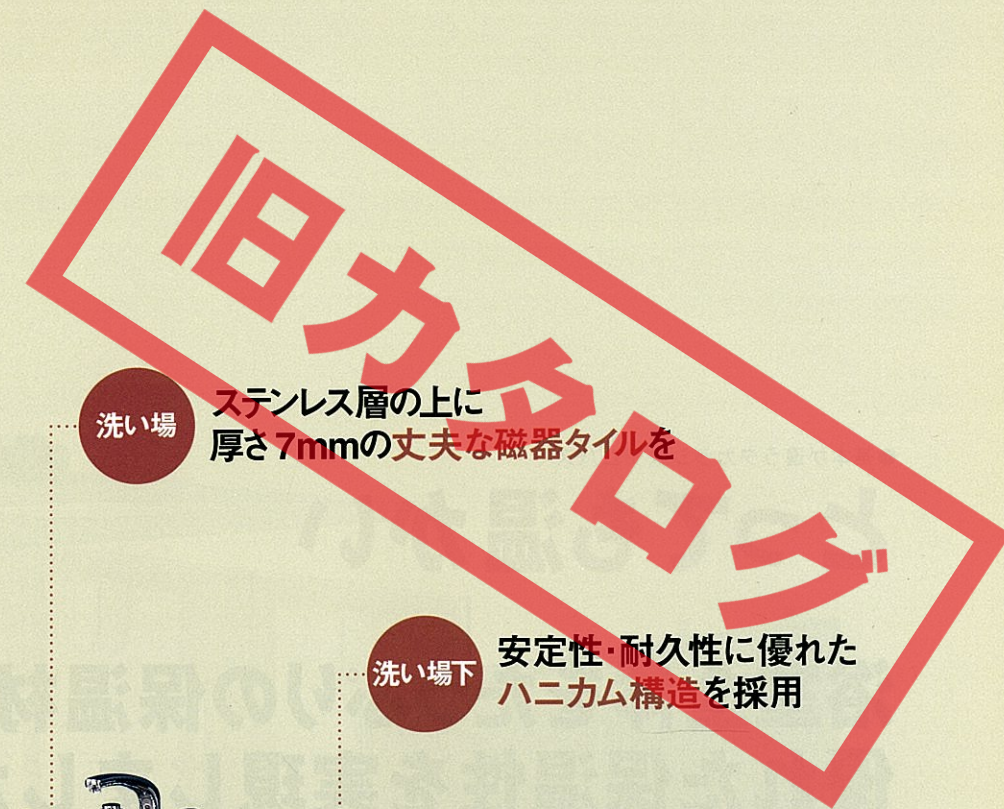 旧カタログ
洗い場
ステンレス層の上に
厚さ7mmの丈夫な磁器タイルを
洗い場下
安定性・耐久性に優れた
ハニカム構造を採用